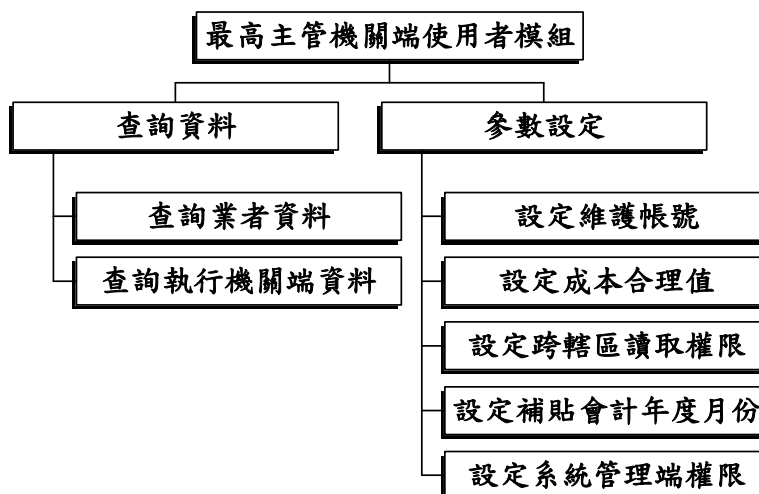 最高主管機關端使用者模組
查詢資料
參數設定
查詢業者資料
查詢執行機關端資料
設定維護帳號
設定成本合理值
設定跨轄區讀取權限
設定補貼會計年度月份
設定系統管理端權限